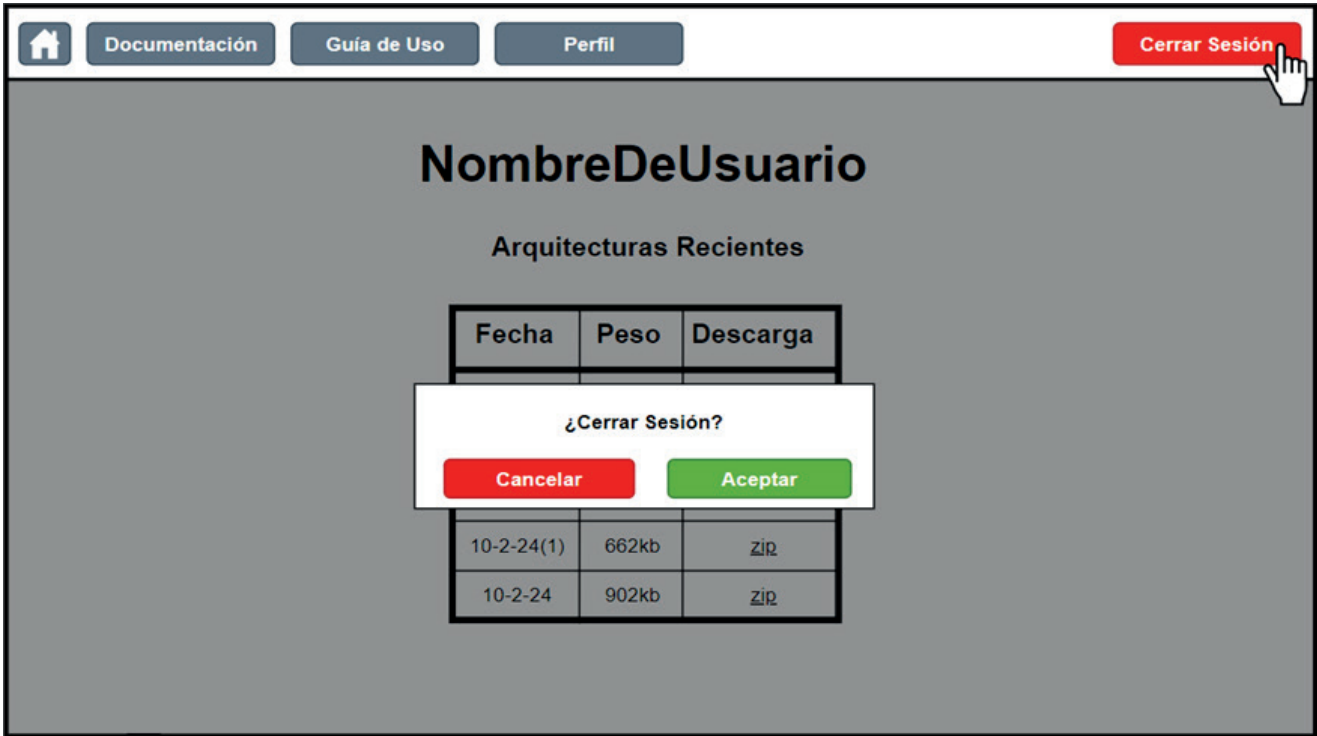 Documentación Guía de Uso Perfil Cerrar Sesión
NombreDeUsuario
Arquitecturas Recientes
Fecha Peso Descarga
¿Cerrar Sesión?
Cancelar Aceptar
10-2-24(1) 662kb zip
10-2-24 902kb zip